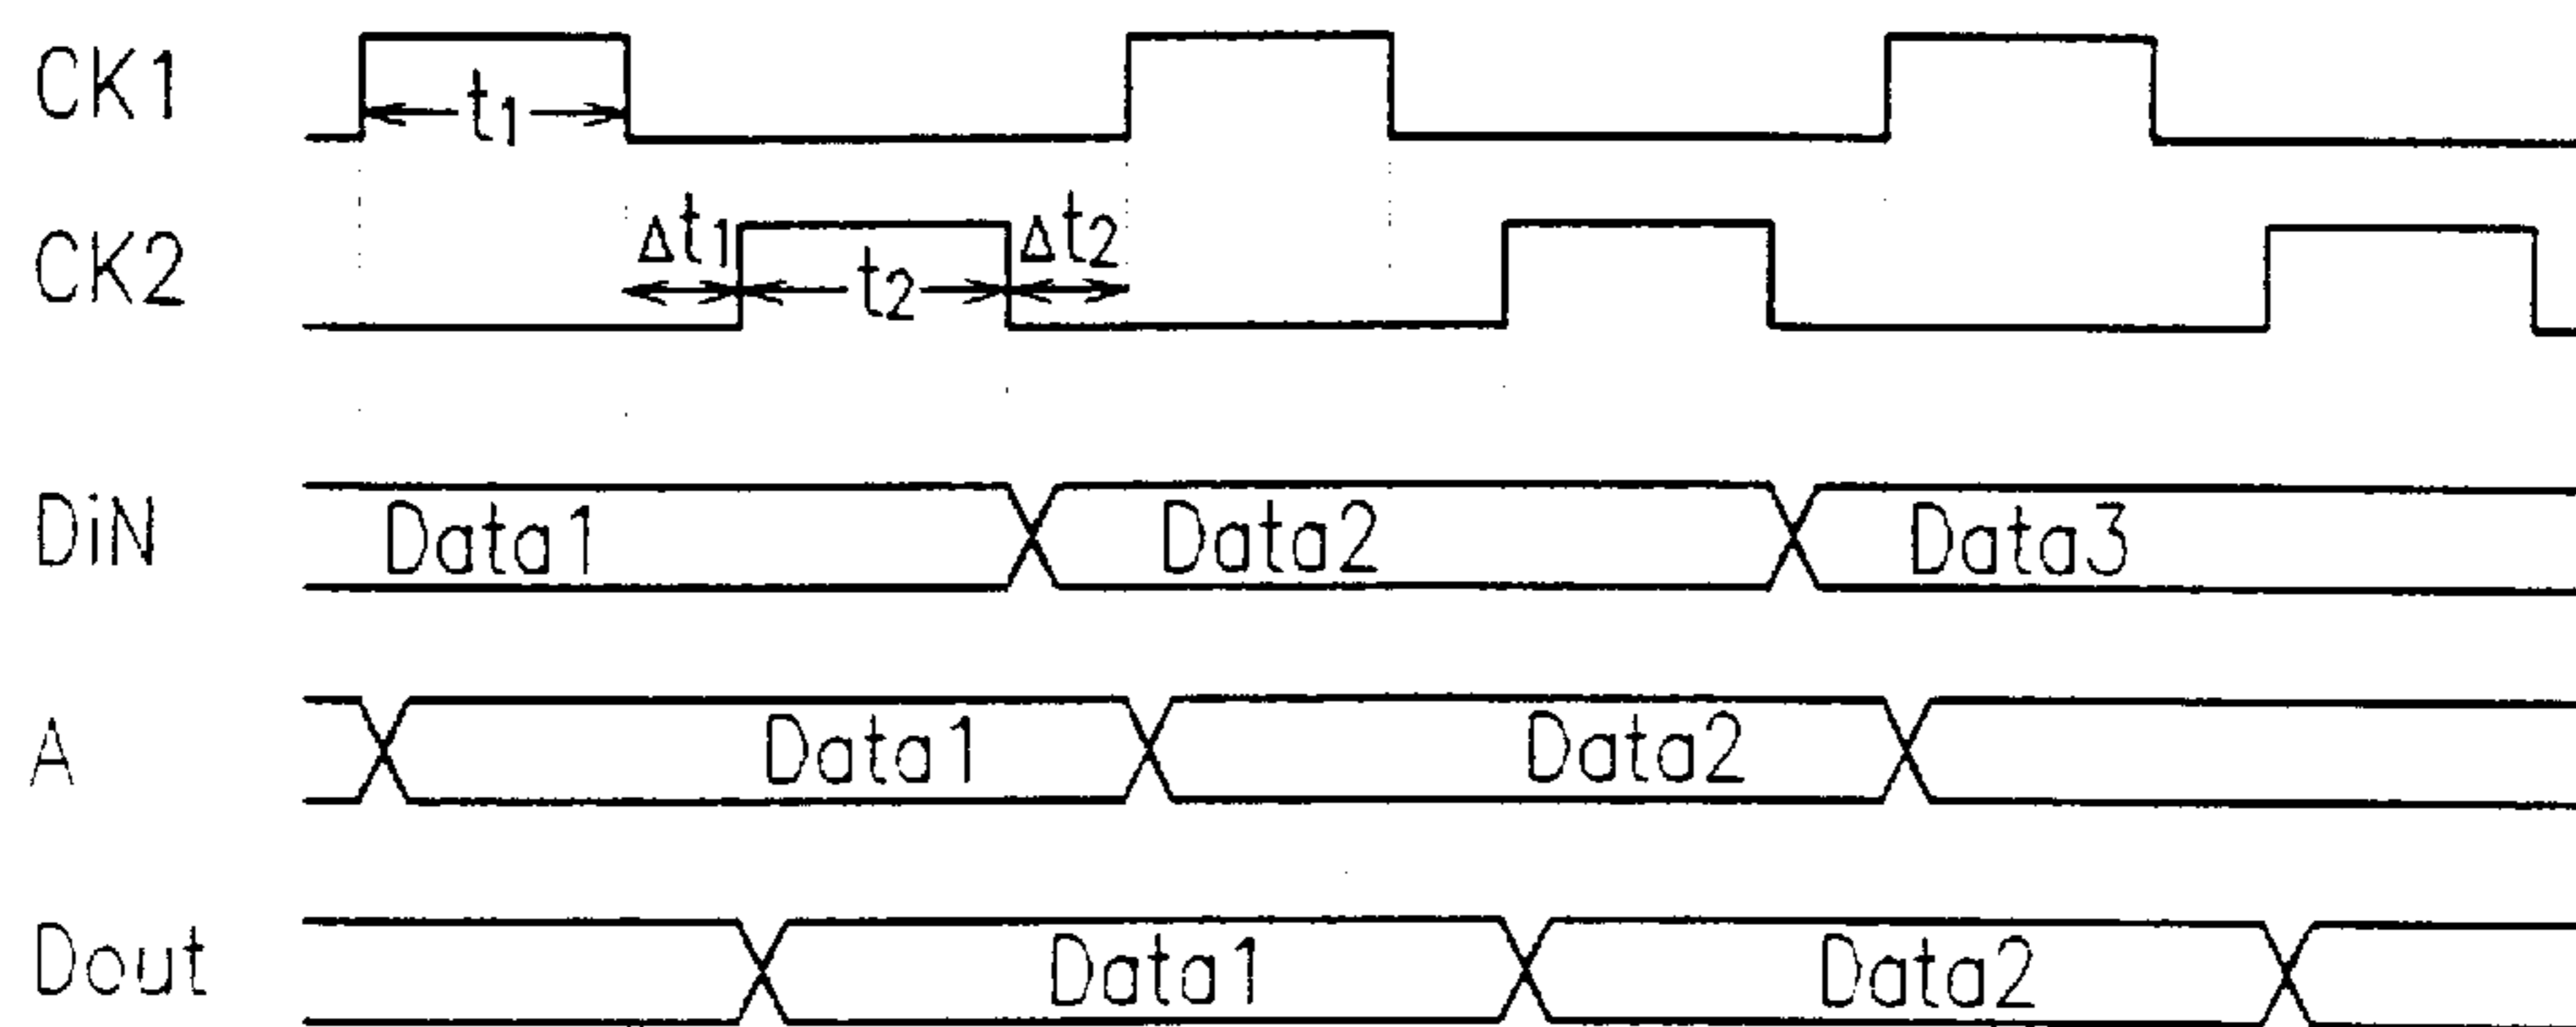 CK1
t1
CK2
Δt1
t2
Δt2
DiN
Data1
Data2
Data3
A
Data1
Data2
Dout
Data1
Data2